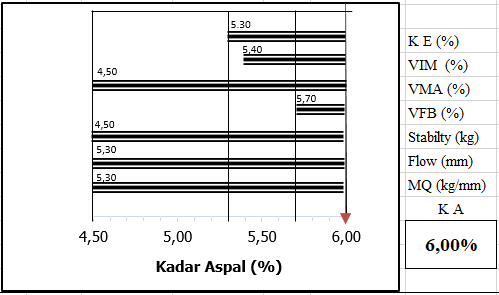 5.30
5,40
4,50
5,70
4,50
5,30
5,30
4,50 5,00 5,50 6,00
Kadar Aspal (%)
K E (%)
VIM (%)
VMA (%)
VFB (%)
Stabilty (kg)
Flow (mm)
MQ (kg/mm)
K A
6,00%